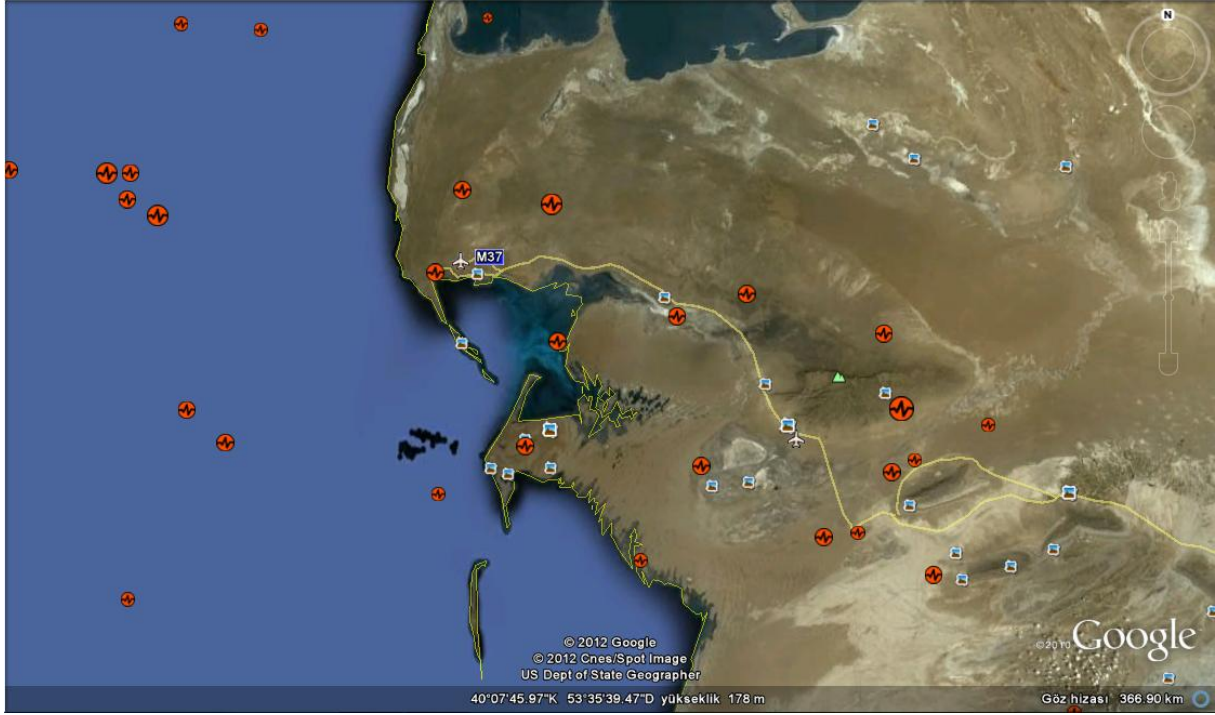 N
M37
© 2012 Google
© 2012 Cnes/Spot Image
US Dept of State Geographer
©2010 Google
40°07'45.97"K 53°35'39.47"D yükseklik 178 m
Göz hizası 366.90 km